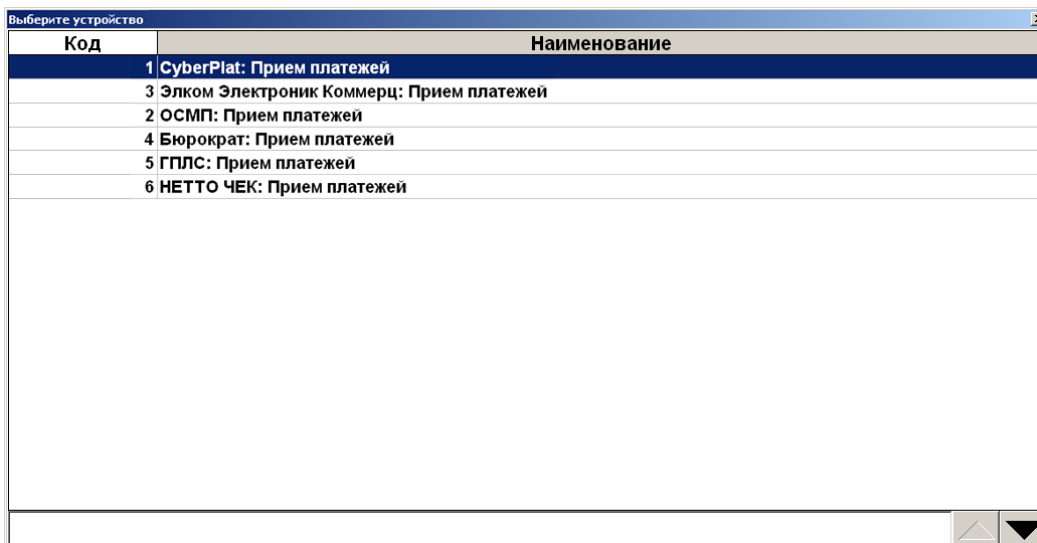 Выберите устройство
Код Наименование
1 CyberPlat: Прием платежей
3 Элком Электроник Коммерц: Прием платежей
2 ОСМП: Прием платежей
4 Бюрократ: Прием платежей
5 ГПЛС: Прием платежей
6 НЕТТО ЧЕК: Прием платежей